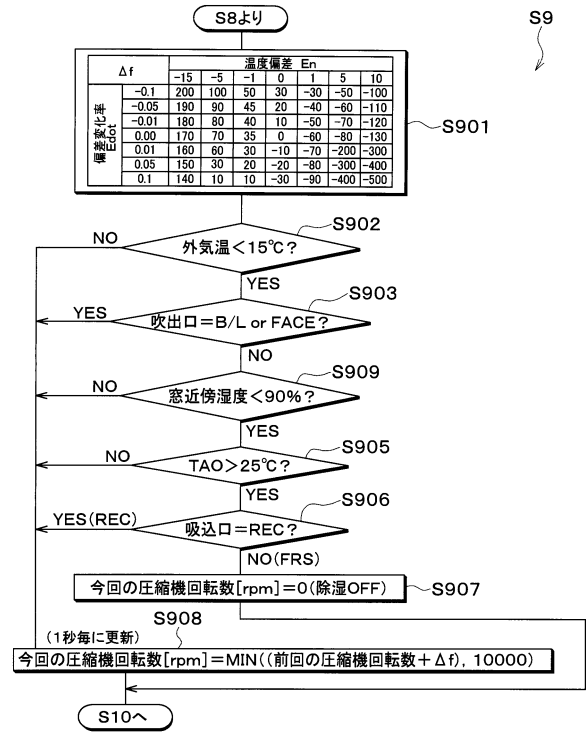 S8より
S9
Δf
温度偏差 En
-15 -5 -1 0 1 5 10
偏差変化率 Edot
-0.1 200 100 50 30 -30 -50 -100
-0.05 190 90 45 20 -40 -60 -110
-0.01 180 80 40 10 -50 -70 -120
0.00 170 70 35 0 -60 -80 -130
0.01 160 60 30 -10 -70 -200 -300
0.05 150 30 20 -20 -80 -300 -400
0.1 140 10 10 -30 -90 -400 -500
S901
S902
NO
外気温<15℃?
YES
S903
YES
吹出口=B/L or FACE?
NO
S909
NO
窓近傍湿度<90%?
YES
S905
NO
TAO>25℃?
YES
S906
YES(REC)
吸込口=REC?
NO(FRS)
今回の圧縮機回転数[rpm]=0(除湿OFF)
S907
S908
(1秒毎に更新)
今回の圧縮機回転数[rpm]=MIN((前回の圧縮機回転数+Δf), 10000)
S10へ